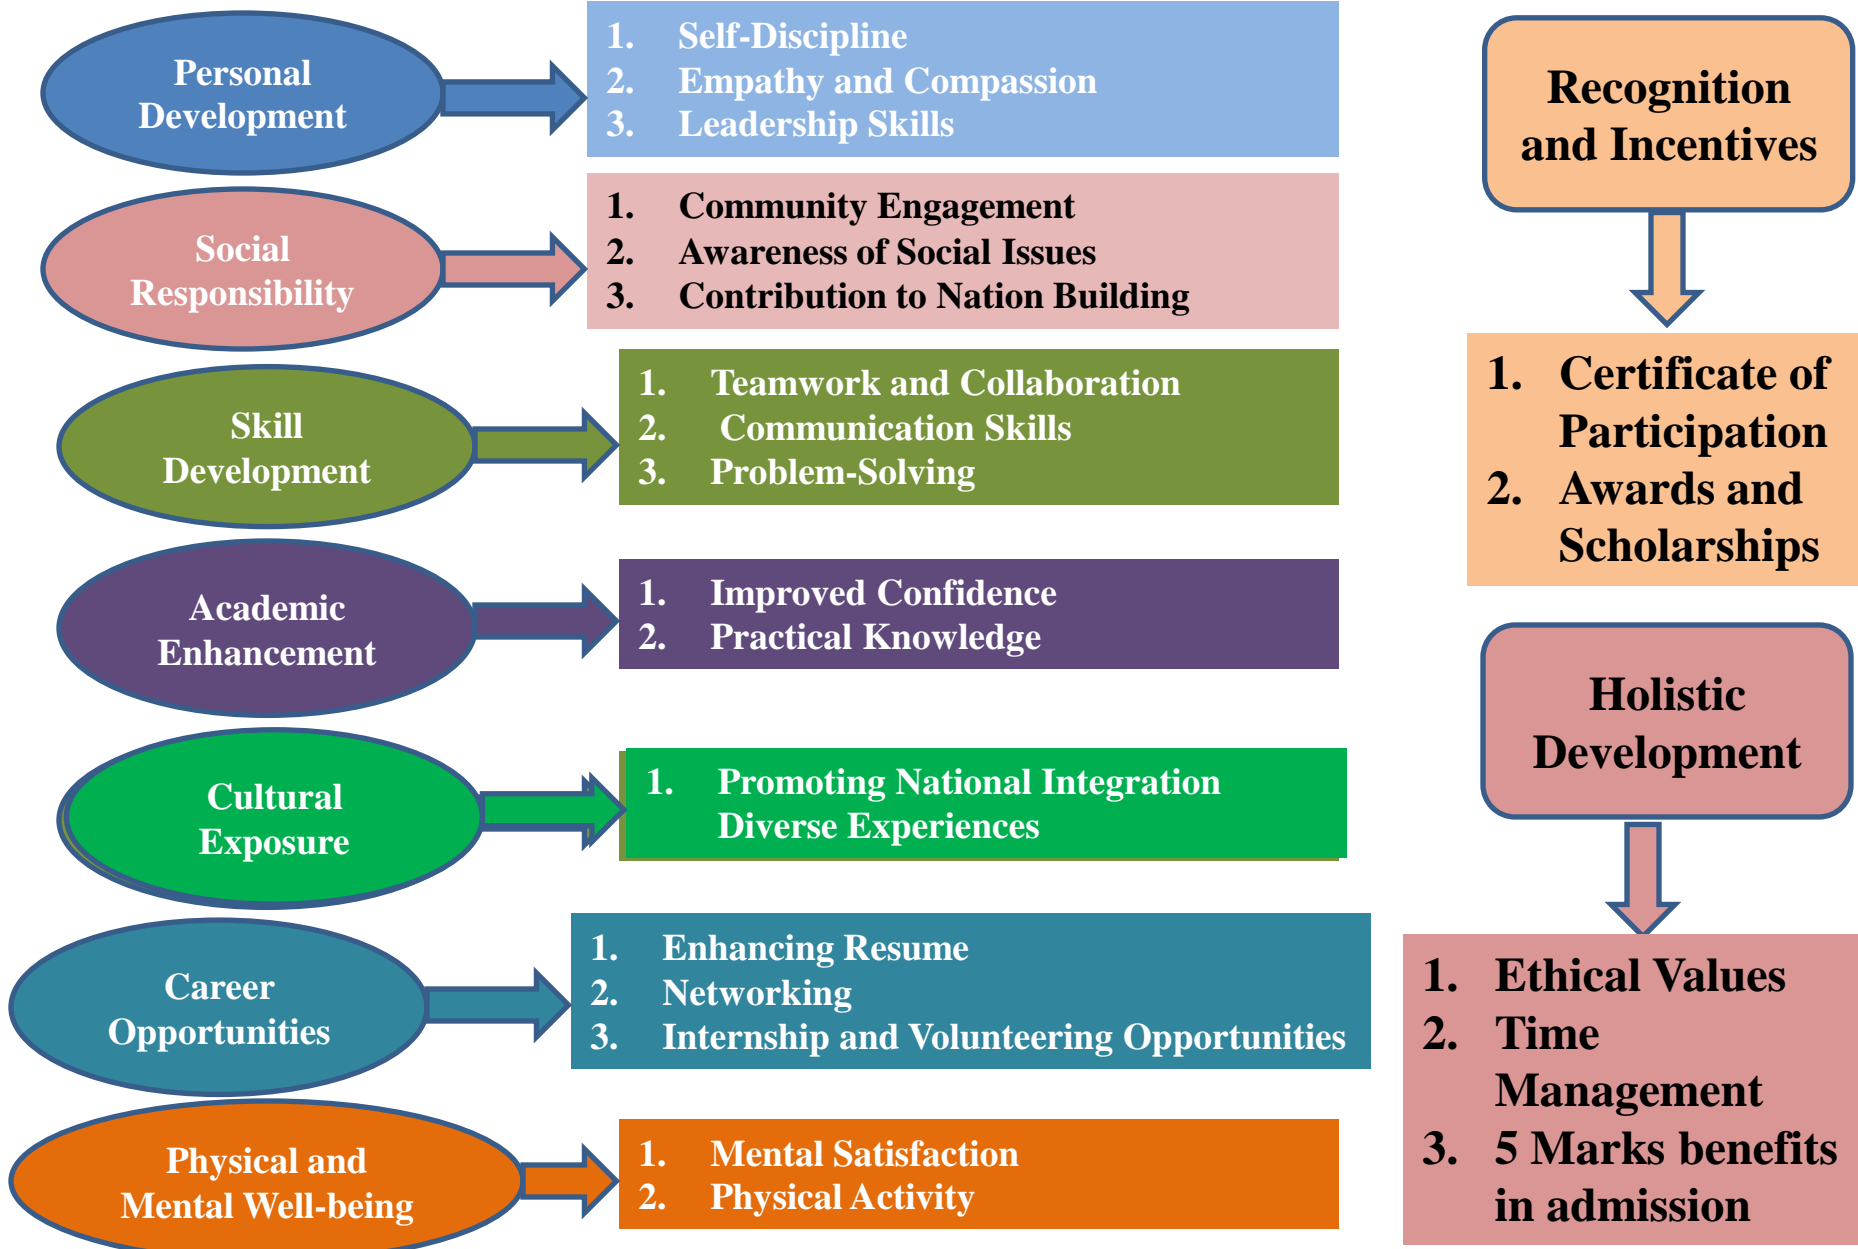 Personal
Development
1. Self-Discipline
2. Empathy and Compassion
3. Leadership Skills
Social
Responsibility
1. Community Engagement
2. Awareness of Social Issues
3. Contribution to Nation Building
Skill
Development
1. Teamwork and Collaboration
2. Communication Skills
3. Problem-Solving
Academic
Enhancement
1. Improved Confidence
2. Practical Knowledge
Cultural
Exposure
1. Promoting National Integration
Diverse Experiences
Career
Opportunities
1. Enhancing Resume
2. Networking
3. Internship and Volunteering Opportunities
Physical and
Mental Well-being
1. Mental Satisfaction
2. Physical Activity
Recognition
and Incentives
1. Certificate of
Participation
2. Awards and
Scholarships
Holistic
Development
1. Ethical Values
2. Time
Management
3. 5 Marks benefits
in admission